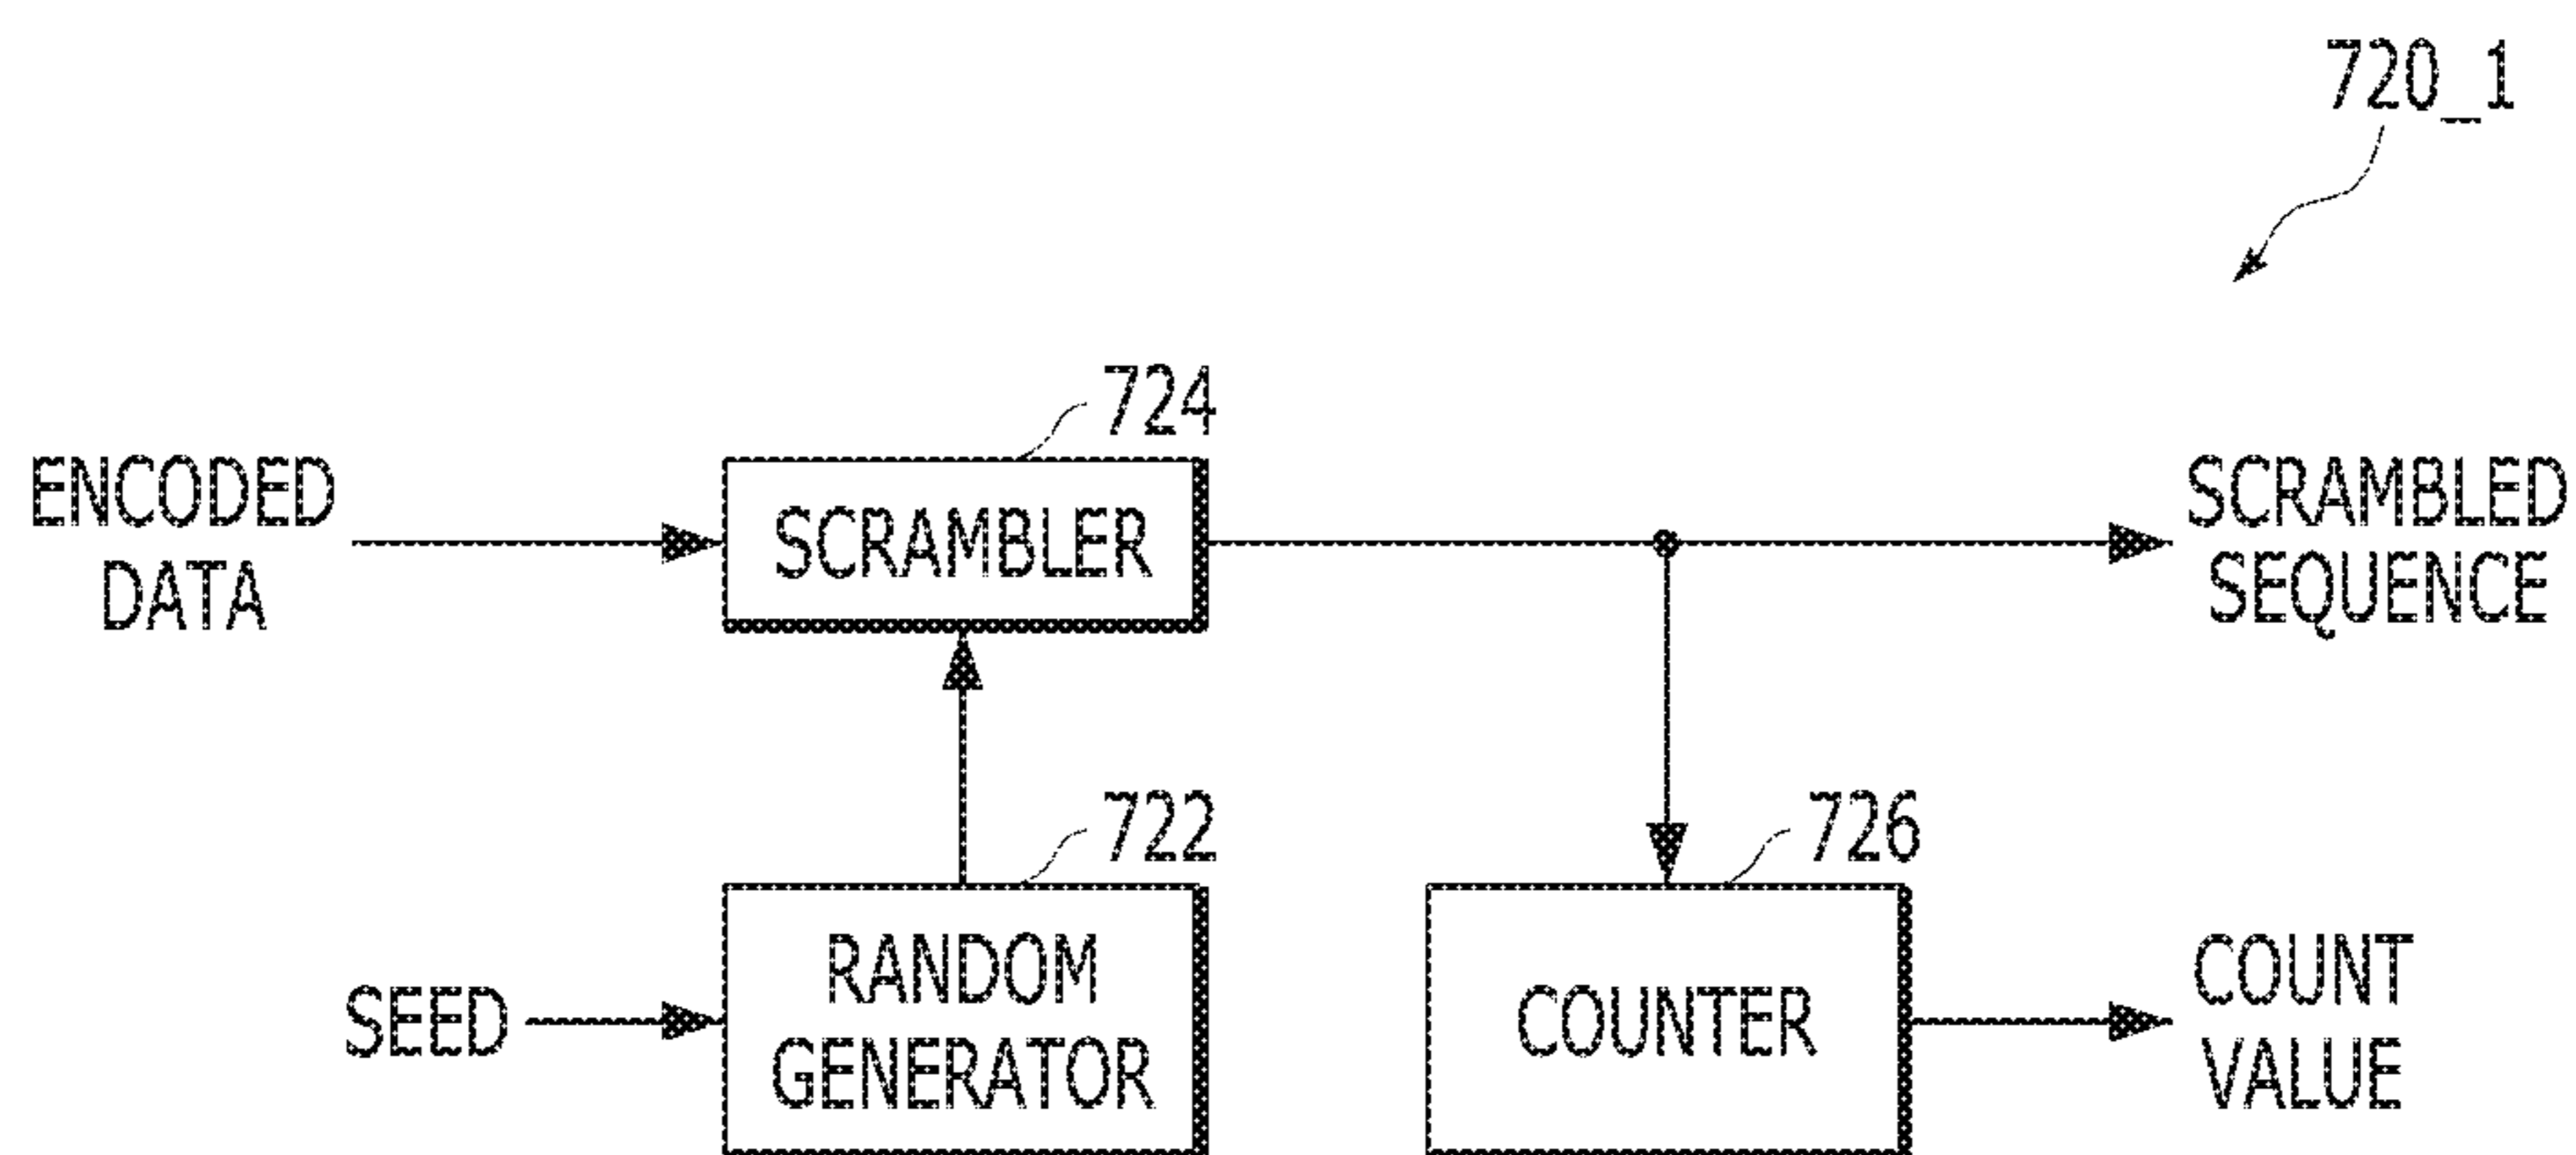 720_1
724
ENCODED
DATA
SCRAMBLER
SCRAMBLED
SEQUENCE
722
726
SEED
RANDOM
GENERATOR
COUNTER
COUNT
VALUE